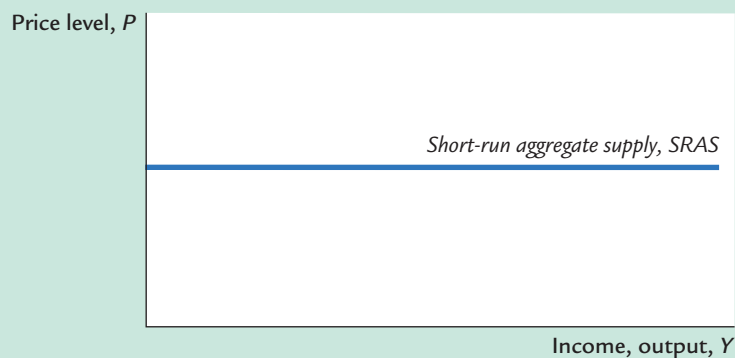 Price level, P
Short-run aggregate supply, SRAS
Income, output, Y